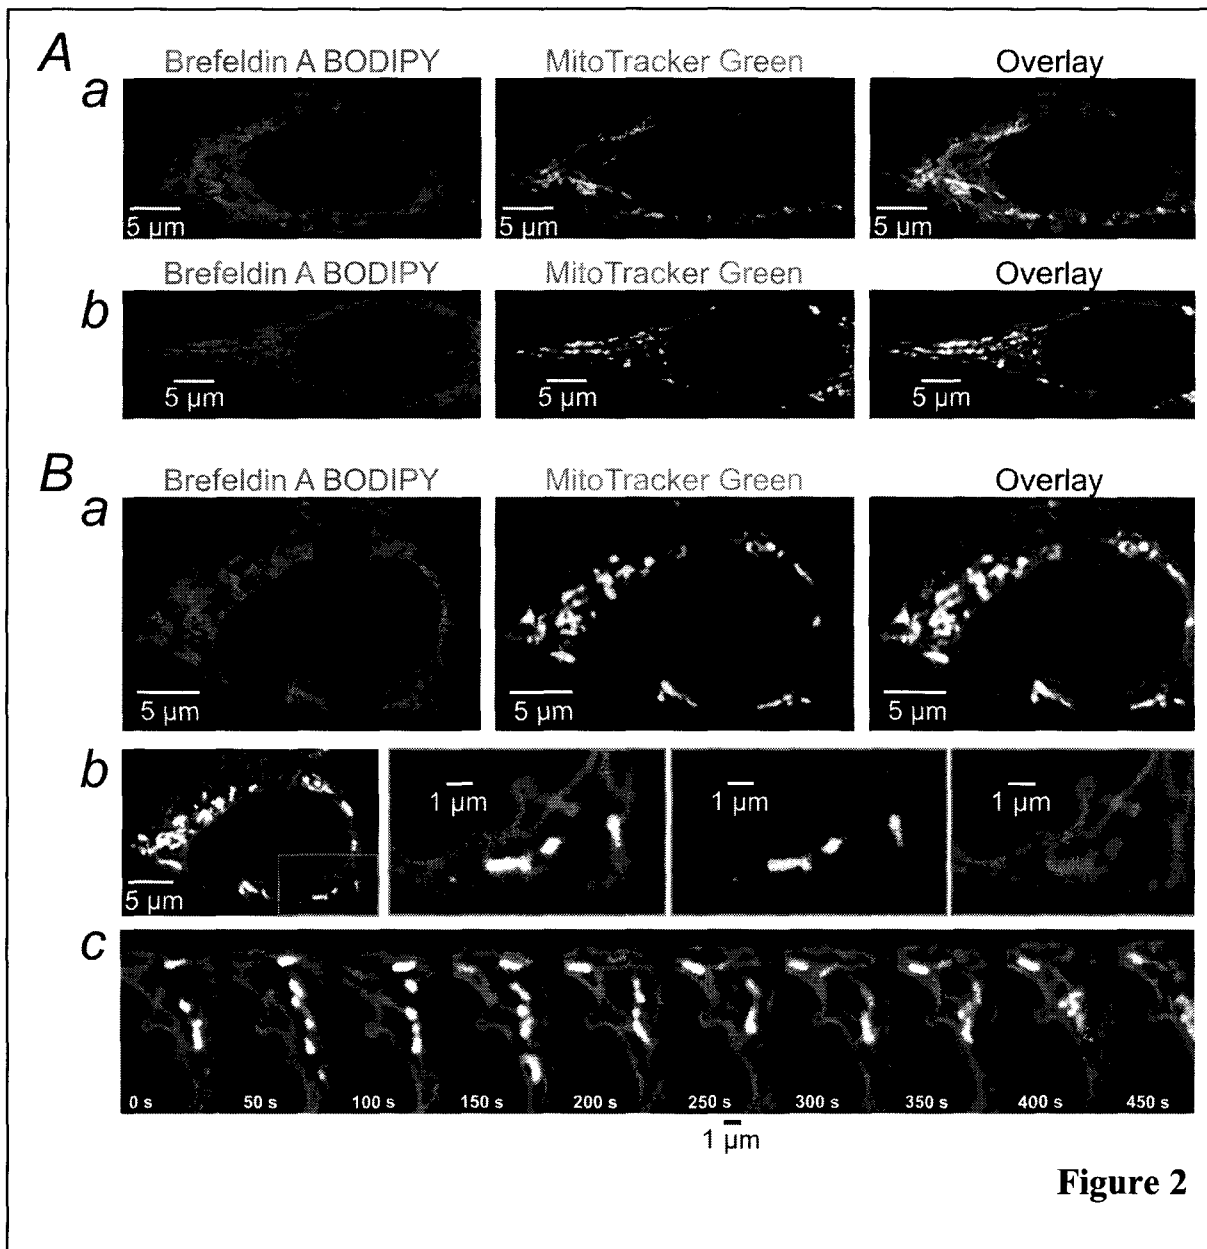 A
Brefeldin A BODIPY MitoTracker Green Overlay
a
5 µm 5 µm 5 µm
Brefeldin A BODIPY MitoTracker Green Overlay
b
5 µm 5 µm 5 µm
B
Brefeldin A BODIPY MitoTracker Green Overlay
a
5 µm 5 µm 5 µm
b
1 µm 1 µm 1 µm
5 µm
c
0 s 50 s 100 s 150 s 200 s 250 s 300 s 350 s 400 s 450 s
1 µm
Figure 2